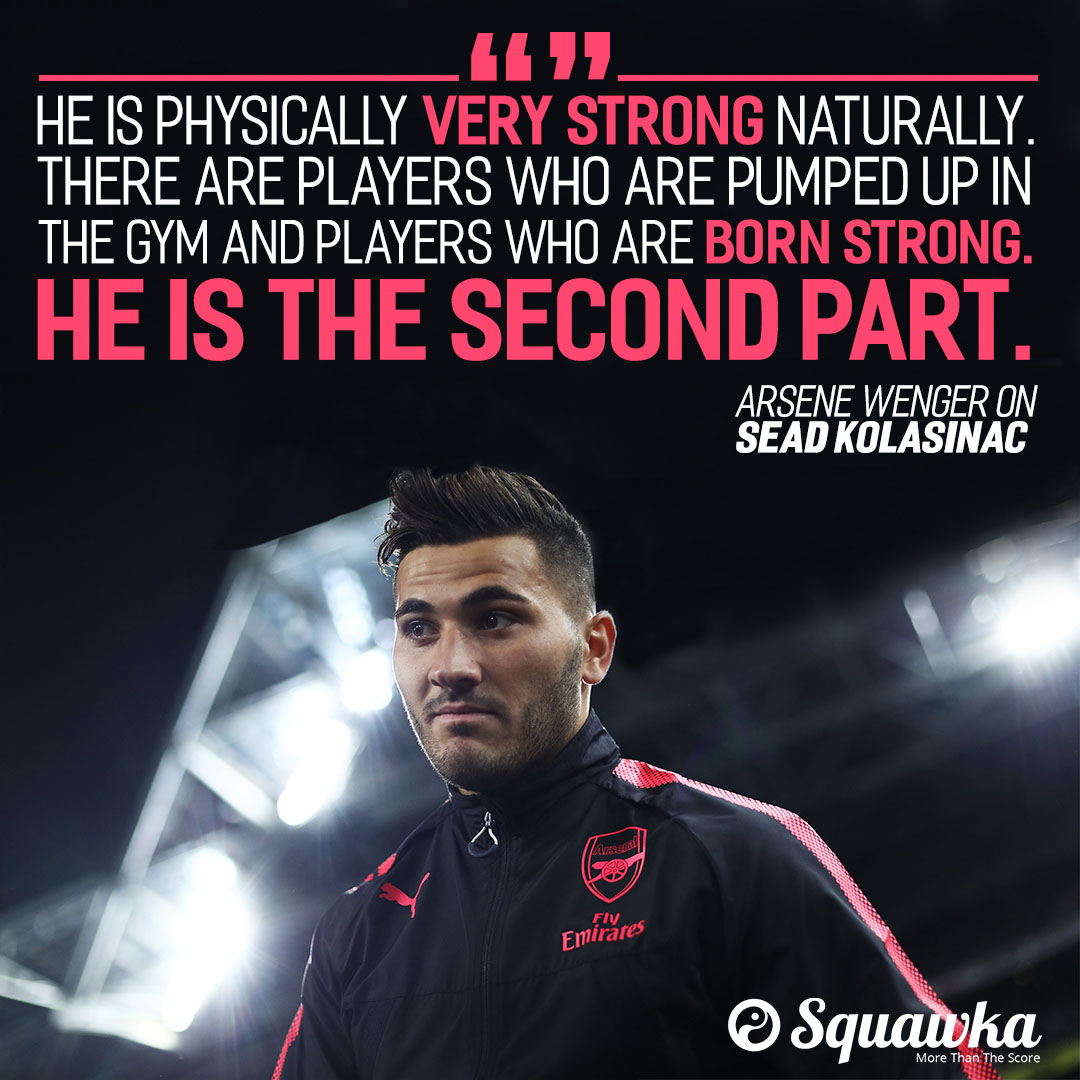 “”
HE IS PHYSICALLY VERY STRONG NATURALLY.
THERE ARE PLAYERS WHO ARE PUMPED UP IN
THE GYM AND PLAYERS WHO ARE BORN STRONG.
HE IS THE SECOND PART.
ARSENE WENGER ON
SEAD KOLASINAC
Arsenal
Fly
Emirates
Squawka
More Than The Score